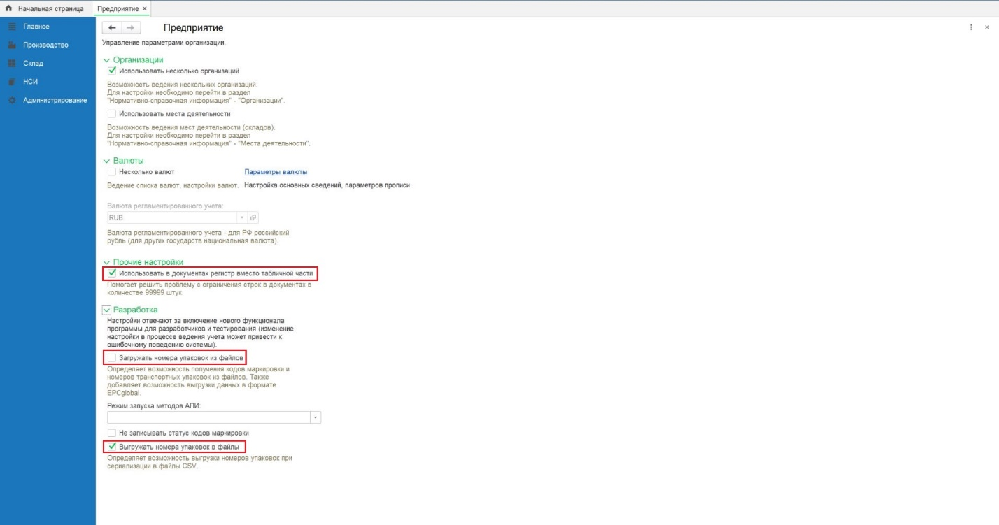 Начальная страница
Предприятие ×
Главное
Производство
Склад
НСИ
Администрирование
Предприятие
Управление параметрами организации.
Организации
Использовать несколько организаций
Возможность ведения нескольких организаций.
Для настройки необходимо перейти в раздел
"Нормативно-справочная информация" - "Организации".
Использовать места деятельности
Возможность ведения мест деятельности (складов).
Для настройки необходимо перейти в раздел
"Нормативно-справочная информация" - "Места деятельности".
Валюты
Несколько валют Параметры валюты
Ведение списка валют, настройки валют. Настройка основных сведений, параметров прописи.
Валюта регламентированного учета:
RUB
Валюта регламентированного учета - для РФ российский
рубль (для других государств национальная валюта).
Прочие настройки
Использовать в документах регистр вместо табличной части
Помогает решить проблему с ограничения строк в документах в
количестве 99999 штук.
Разработка
Настройки отвечают за включение нового функционала
программы для разработчиков и тестирования (изменение
настройки в процессе ведения учета может привести к
ошибочному поведению системы).
Загружать номера упаковок из файлов
Определяет возможность получения кодов маркировки и
номеров транспортных упаковок из файлов. Также
добавляет возможность выгрузки данных в формате
EPCglobal.
Режим запуска методов АПИ:
Не записывать статус кодов маркировки
Выгружать номера упаковок в файлы
Определяет возможность выгрузки номеров упаковок при
сериализации в файлы CSV.